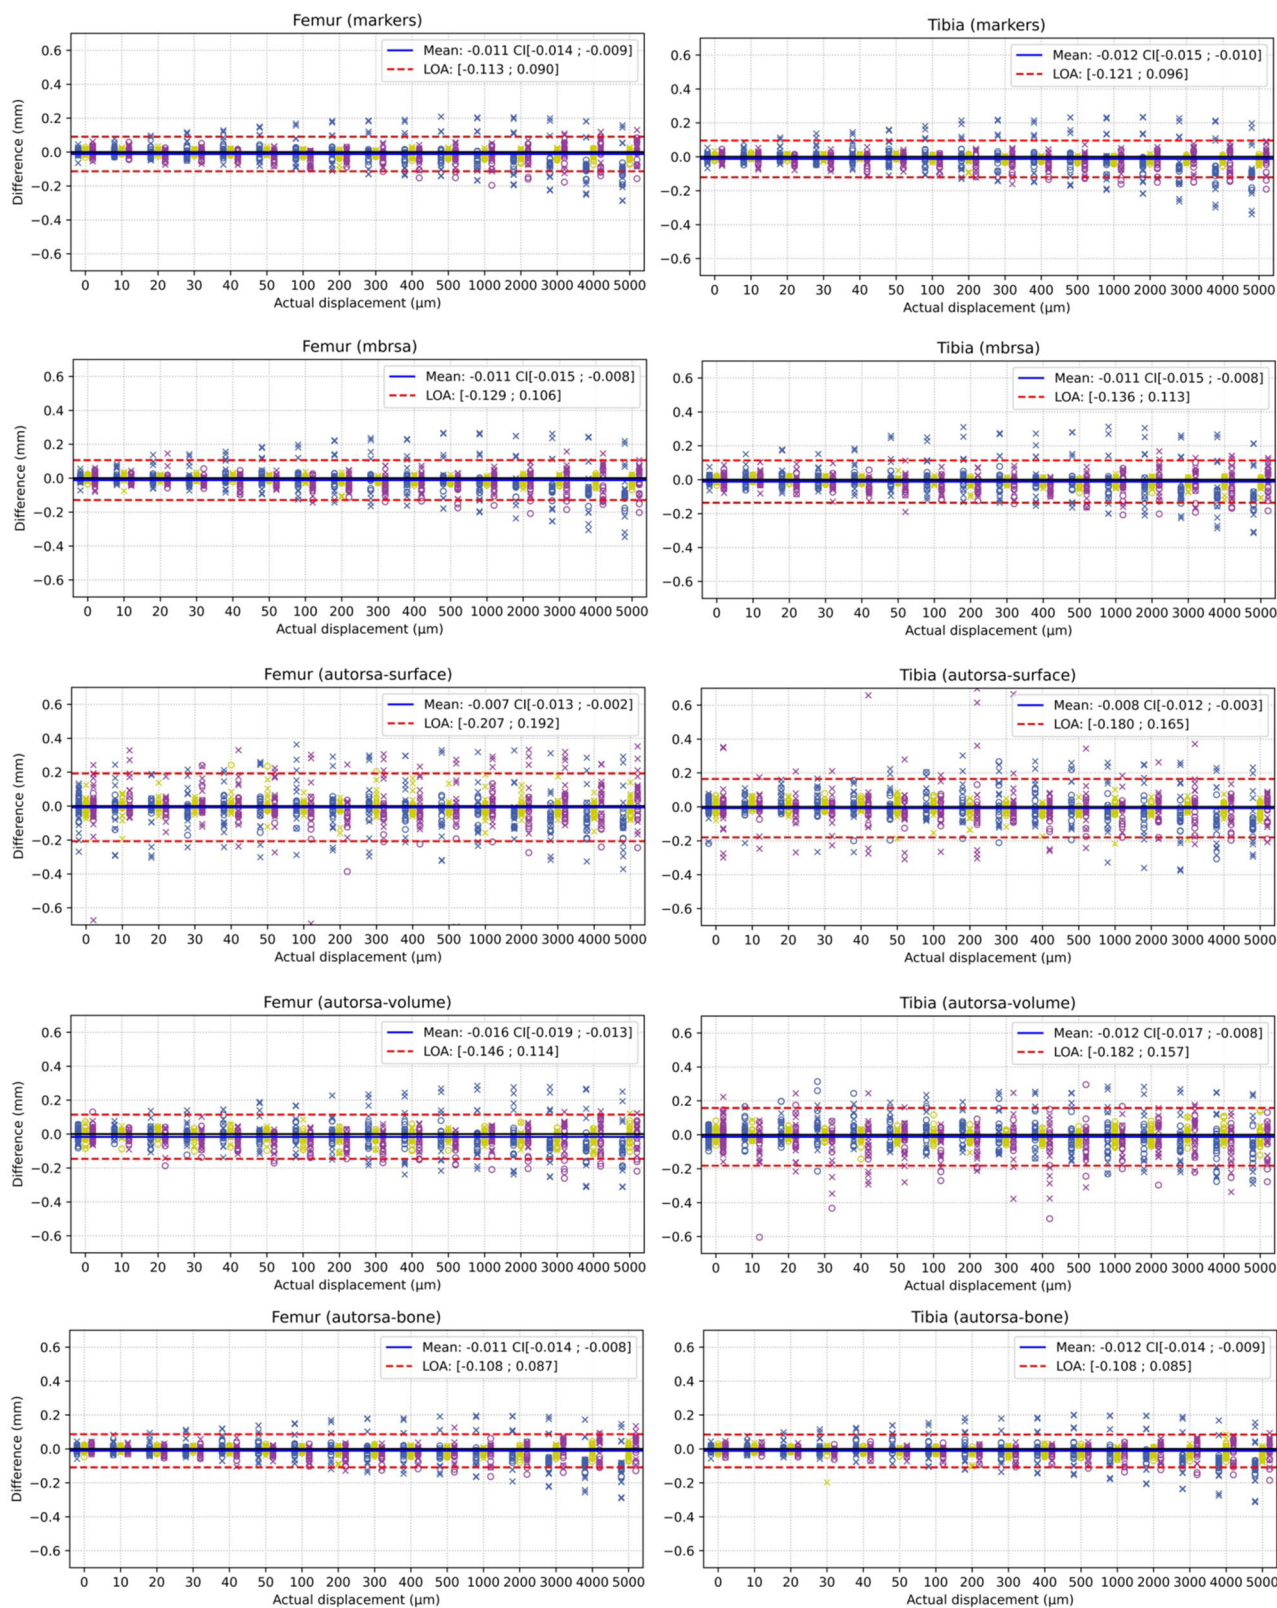 Femur (markers)
Mean: -0.011 CI[-0.014 ; -0.009]
LOA: [-0.113 ; 0.090]
Difference (mm)
0.6
0.4
0.2
0.0
−0.2
−0.4
−0.6
0 10 20 30 40 50 100 200 300 400 500 1000 2000 3000 4000 5000
Actual displacement (μm)
Tibia (markers)
Mean: -0.012 CI[-0.015 ; -0.010]
LOA: [-0.121 ; 0.096]
0.6
0.4
0.2
0.0
−0.2
−0.4
−0.6
0 10 20 30 40 50 100 200 300 400 500 1000 2000 3000 4000 5000
Actual displacement (μm)
Femur (mbrsa)
Mean: -0.011 CI[-0.015 ; -0.008]
LOA: [-0.129 ; 0.106]
Difference (mm)
0.6
0.4
0.2
0.0
−0.2
−0.4
−0.6
0 10 20 30 40 50 100 200 300 400 500 1000 2000 3000 4000 5000
Actual displacement (μm)
Tibia (mbrsa)
Mean: -0.011 CI[-0.015 ; -0.008]
LOA: [-0.136 ; 0.113]
0.6
0.4
0.2
0.0
−0.2
−0.4
−0.6
0 10 20 30 40 50 100 200 300 400 500 1000 2000 3000 4000 5000
Actual displacement (μm)
Femur (autorsa-surface)
Mean: -0.007 CI[-0.013 ; -0.002]
LOA: [-0.207 ; 0.192]
Difference (mm)
0.6
0.4
0.2
0.0
−0.2
−0.4
−0.6
0 10 20 30 40 50 100 200 300 400 500 1000 2000 3000 4000 5000
Actual displacement (μm)
Tibia (autorsa-surface)
Mean: -0.008 CI[-0.012 ; -0.003]
LOA: [-0.180 ; 0.165]
0.6
0.4
0.2
0.0
−0.2
−0.4
−0.6
0 10 20 30 40 50 100 200 300 400 500 1000 2000 3000 4000 5000
Actual displacement (μm)
Femur (autorsa-volume)
Mean: -0.016 CI[-0.019 ; -0.013]
LOA: [-0.146 ; 0.114]
Difference (mm)
0.6
0.4
0.2
0.0
−0.2
−0.4
−0.6
0 10 20 30 40 50 100 200 300 400 500 1000 2000 3000 4000 5000
Actual displacement (μm)
Tibia (autorsa-volume)
Mean: -0.012 CI[-0.017 ; -0.008]
LOA: [-0.182 ; 0.157]
0.6
0.4
0.2
0.0
−0.2
−0.4
−0.6
0 10 20 30 40 50 100 200 300 400 500 1000 2000 3000 4000 5000
Actual displacement (μm)
Femur (autorsa-bone)
Mean: -0.011 CI[-0.014 ; -0.008]
LOA: [-0.108 ; 0.087]
Difference (mm)
0.6
0.4
0.2
0.0
−0.2
−0.4
−0.6
0 10 20 30 40 50 100 200 300 400 500 1000 2000 3000 4000 5000
Actual displacement (μm)
Tibia (autorsa-bone)
Mean: -0.012 CI[-0.014 ; -0.009]
LOA: [-0.108 ; 0.085]
0.6
0.4
0.2
0.0
−0.2
−0.4
−0.6
0 10 20 30 40 50 100 200 300 400 500 1000 2000 3000 4000 5000
Actual displacement (μm)